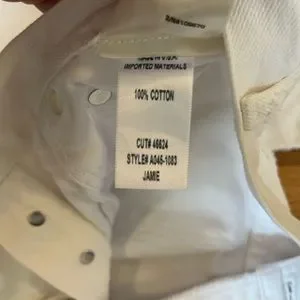 MADE IN U.S.A.
IMPORTED MATERIALS
100% COTTON
CUT# 46624
STYLE# A046-1083
JAMIE